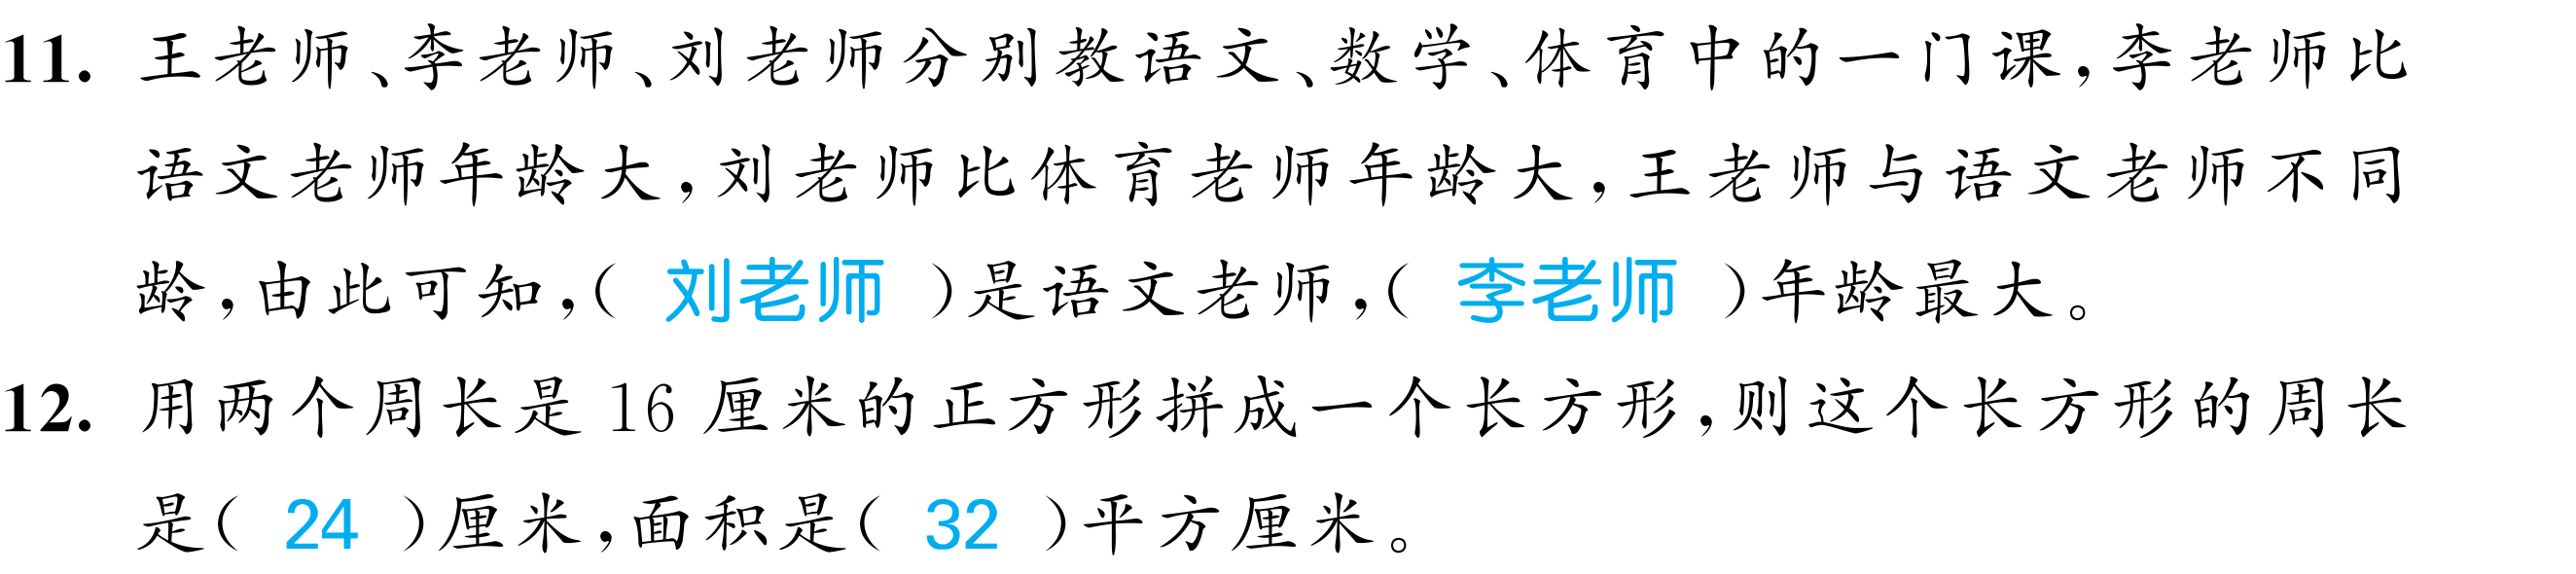 11. 王老师、李老师、刘老师分别教语文、数学、体育中的一门课,李老师比
语文老师年龄大,刘老师比体育老师年龄大,王老师与语文老师不同
龄,由此可知,( 刘老师 )是语文老师,( 李老师 )年龄最大。
12. 用两个周长是 16 厘米的正方形拼成一个长方形,则这个长方形的周长
是( 24 )厘米,面积是( 32 )平方厘米。